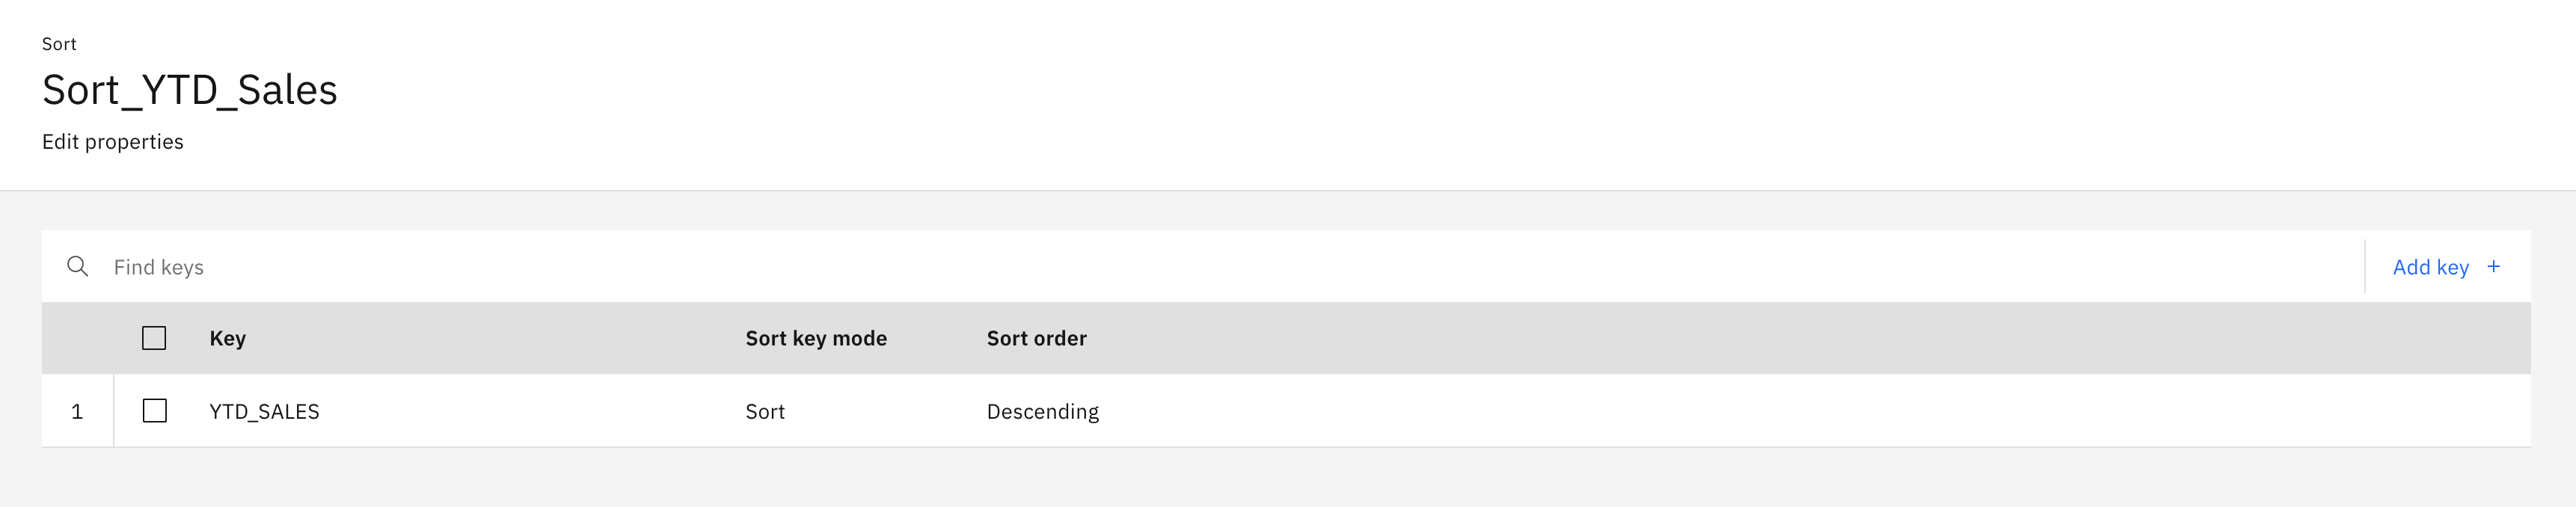 Sort
Sort_YTD_Sales
Edit properties
Find keys
Add key +
Key Sort key mode Sort order
1 YTD_SALES Sort Descending